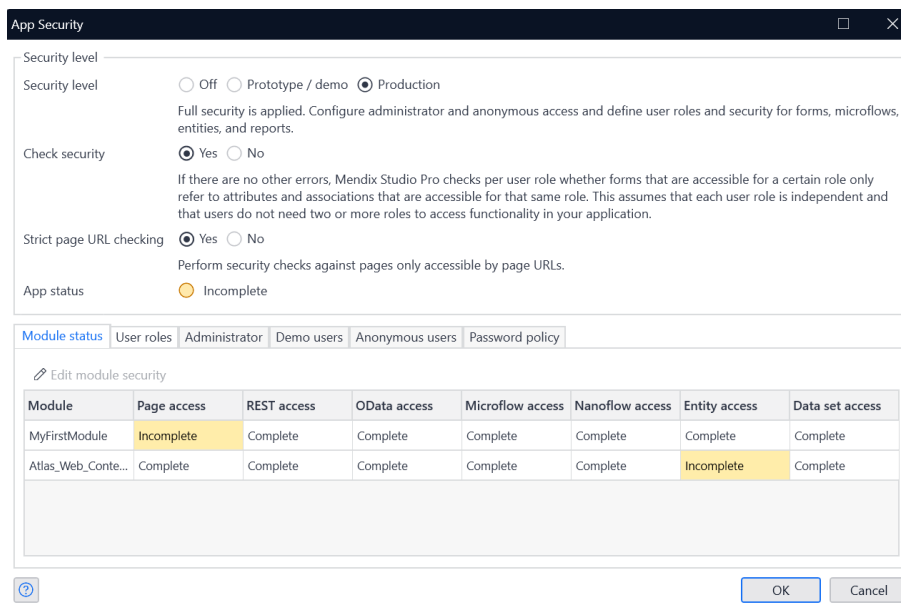 App Security
Security level
Security level Off Prototype / demo Production
Full security is applied. Configure administrator and anonymous access and define user roles and security for forms, microflows,
entities, and reports.
Check security Yes No
If there are no other errors, Mendix Studio Pro checks per user role whether forms that are accessible for a certain role only
refer to attributes and associations that are accessible for that same role. This assumes that each user role is independent and
that users do not need two or more roles to access functionality in your application.
Strict page URL checking Yes No
Perform security checks against pages only accessible by page URLs.
App status Incomplete
Module status User roles Administrator Demo users Anonymous users Password policy
Edit module security
Module Page access REST access OData access Microflow access Nanoflow access Entity access Data set access
MyFirstModule Incomplete Complete Complete Complete Complete Complete Complete
Atlas_Web_Conte... Complete Complete Complete Complete Complete Incomplete Complete
? OK Cancel